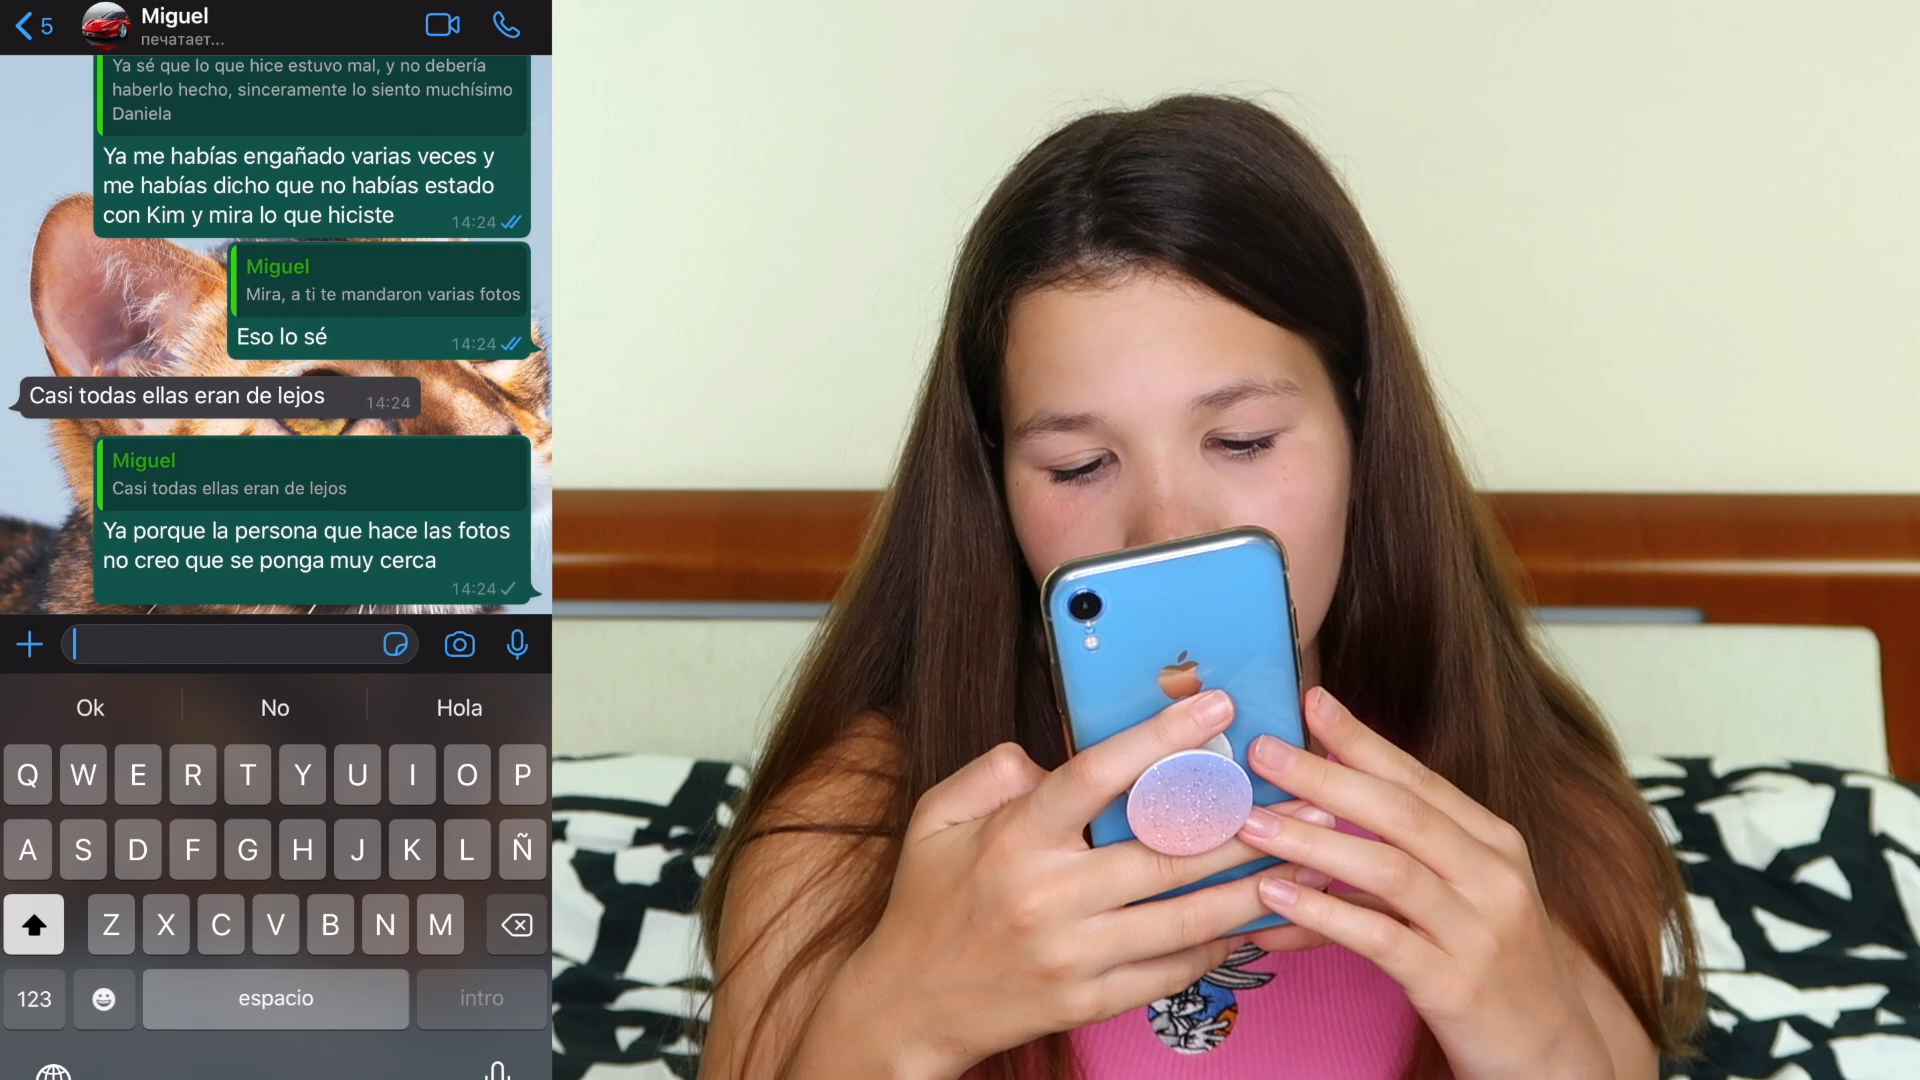 5
Miguel
печатает...
Ya sé que lo que hice estuvo mal, y no debería
haberlo hecho, sinceramente lo siento muchísimo
Daniela
Ya me habías engañado varias veces y
me habías dicho que no habías estado
con Kim y mira lo que hiciste
14:24
Miguel
Mira, a ti te mandaron varias fotos
Eso lo sé
14:24
Casi todas ellas eran de lejos
14:24
Miguel
Casi todas ellas eran de lejos
Ya porque la persona que hace las fotos
no creo que se ponga muy cerca
14:24
Ok No Hola
Q W E R T Y U I O P
A S D F G H J K L Ñ
Z X C V B N M
123 espacio intro